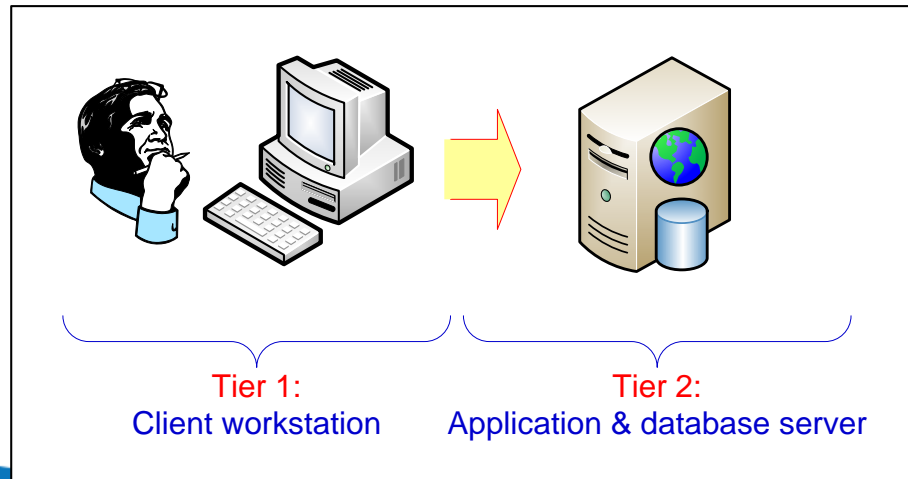 Tier 1:
Client workstation
Tier 2:
Application & database server